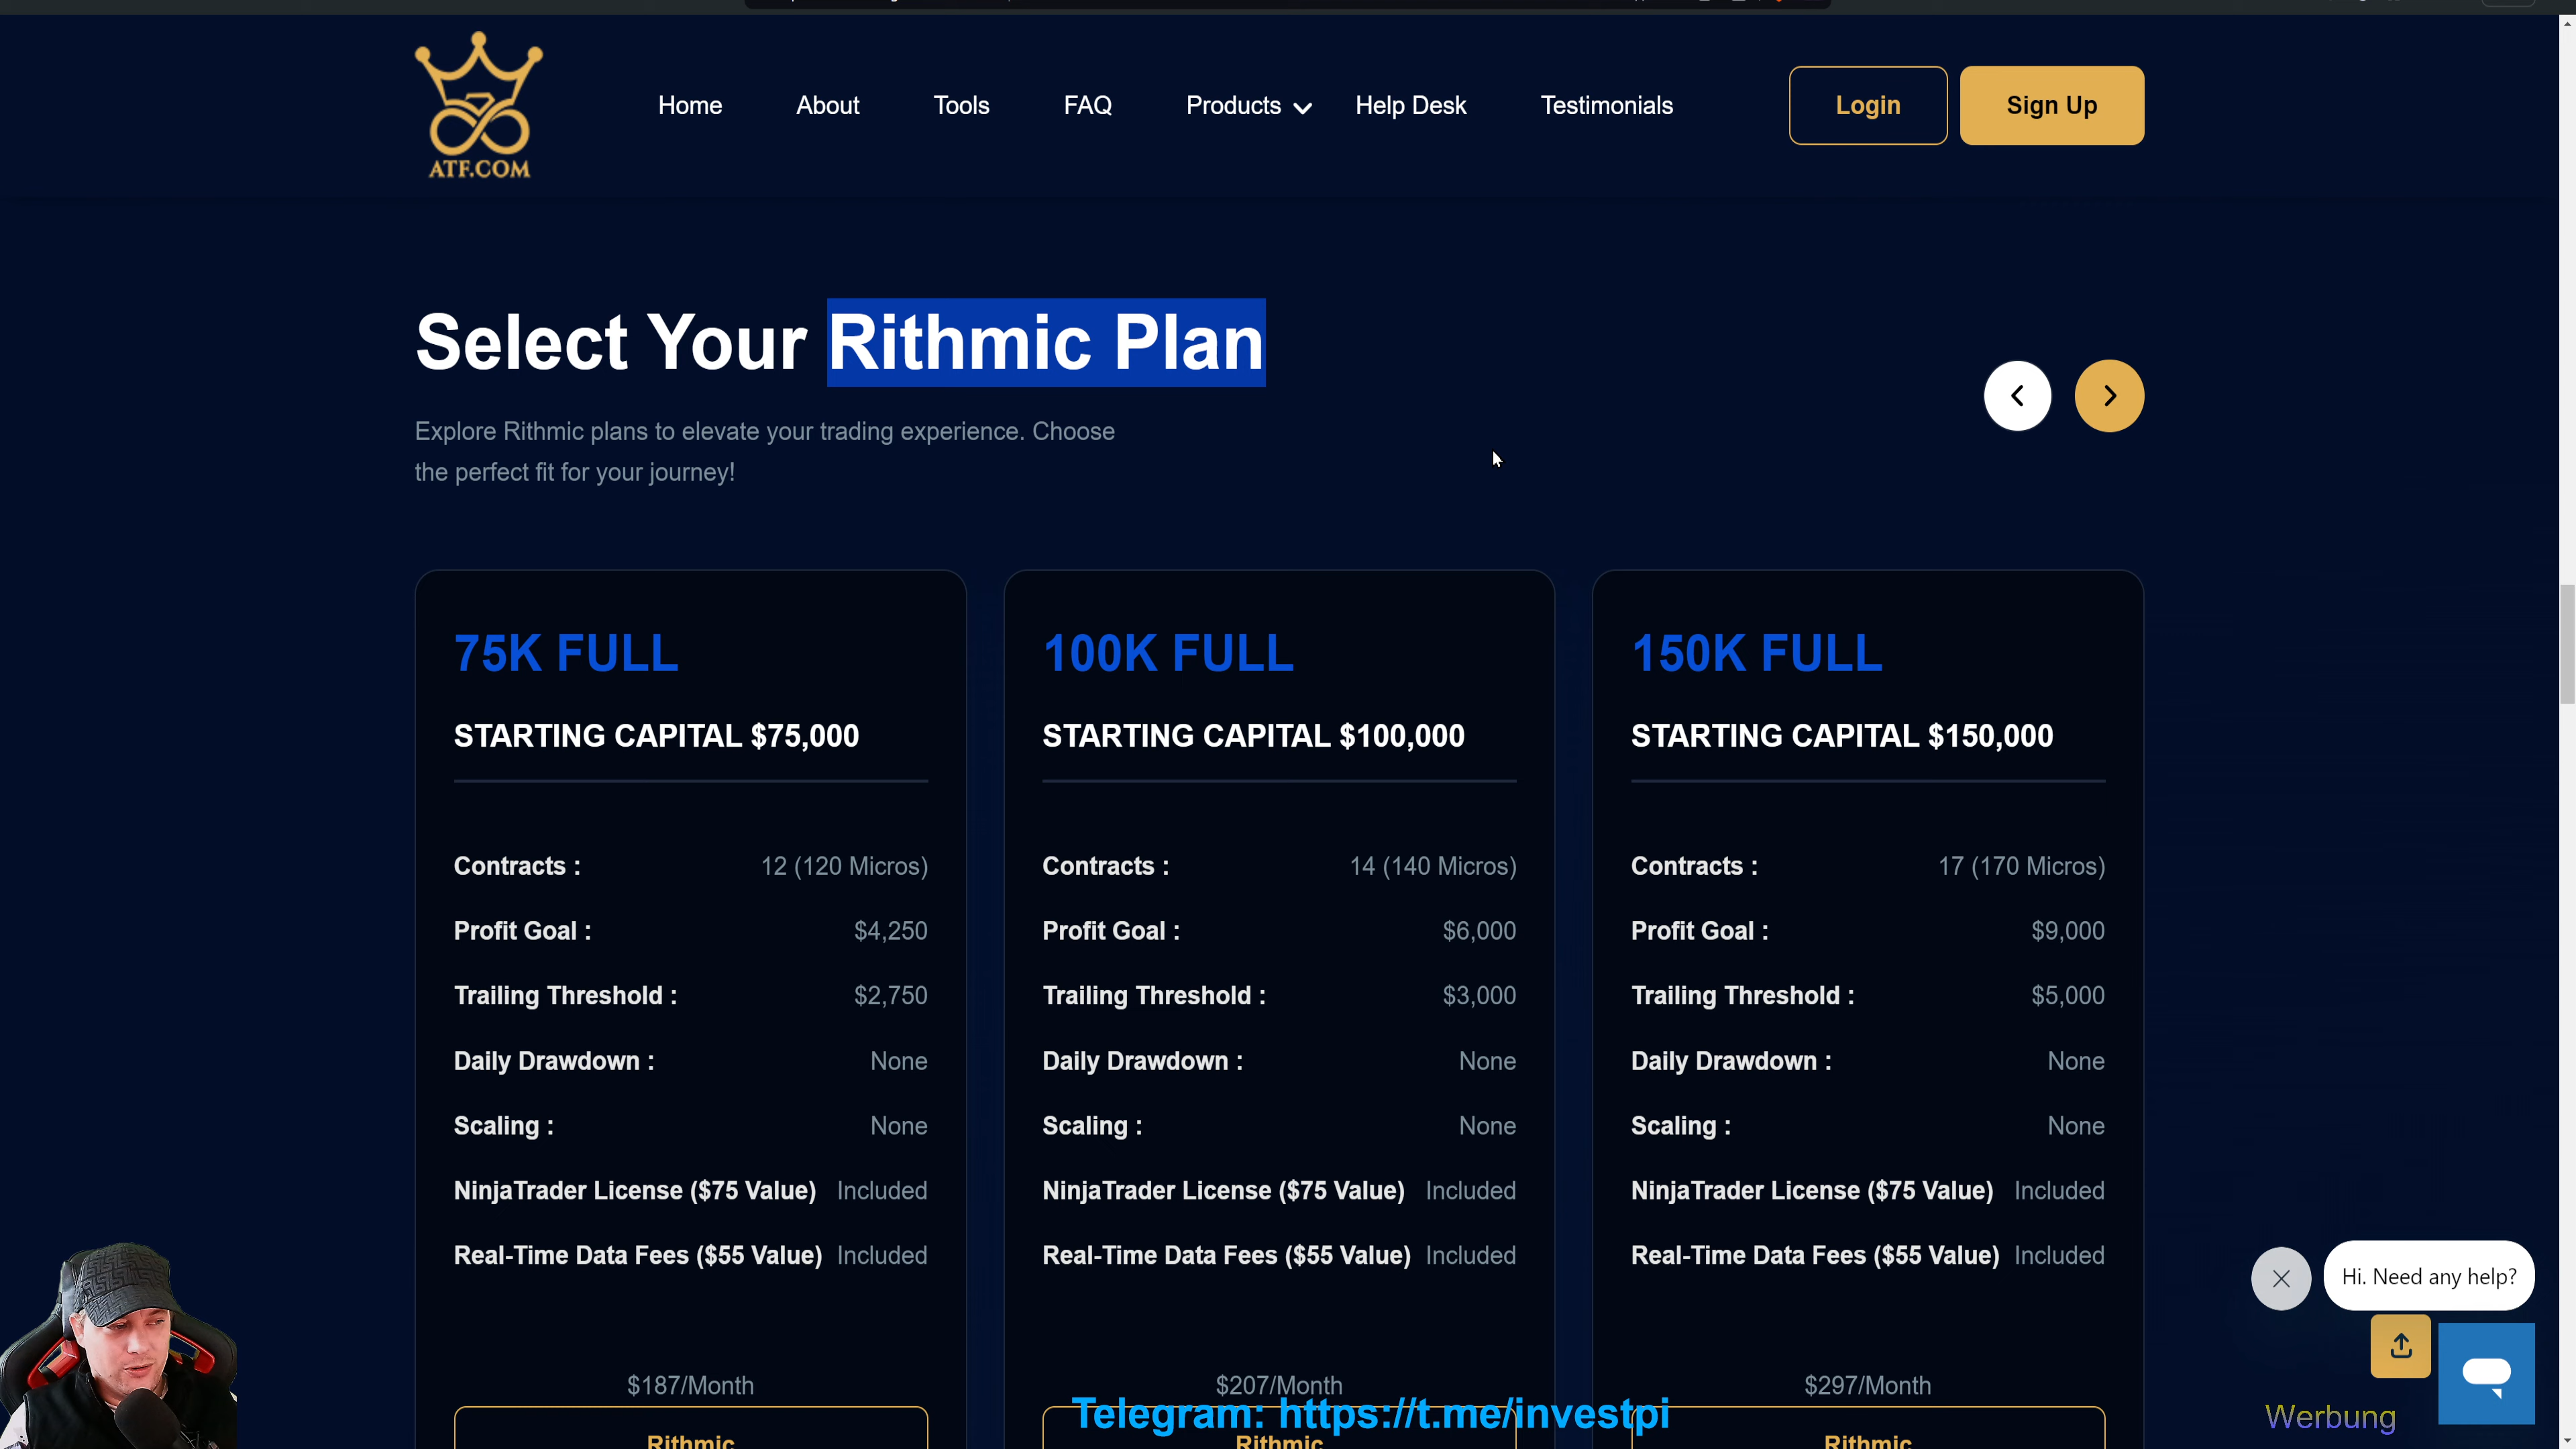 ATF.COM
Home About Tools FAQ Products Help Desk Testimonials Login Sign Up
Select Your Rithmic Plan
Explore Rithmic plans to elevate your trading experience. Choose
the perfect fit for your journey!
75K FULL
STARTING CAPITAL $75,000
Contracts : 12 (120 Micros)
Profit Goal : $4,250
Trailing Threshold : $2,750
Daily Drawdown : None
Scaling : None
NinjaTrader License ($75 Value) Included
Real-Time Data Fees ($55 Value) Included
$187/Month
Rithmic
100K FULL
STARTING CAPITAL $100,000
Contracts : 14 (140 Micros)
Profit Goal : $6,000
Trailing Threshold : $3,000
Daily Drawdown : None
Scaling : None
NinjaTrader License ($75 Value) Included
Real-Time Data Fees ($55 Value) Included
$207/Month
Rithmic
150K FULL
STARTING CAPITAL $150,000
Contracts : 17 (170 Micros)
Profit Goal : $9,000
Trailing Threshold : $5,000
Daily Drawdown : None
Scaling : None
NinjaTrader License ($75 Value) Included
Real-Time Data Fees ($55 Value) Included
$297/Month
Rithmic
Hi. Need any help?
Telegram: https://t.me/investpi
Werbung